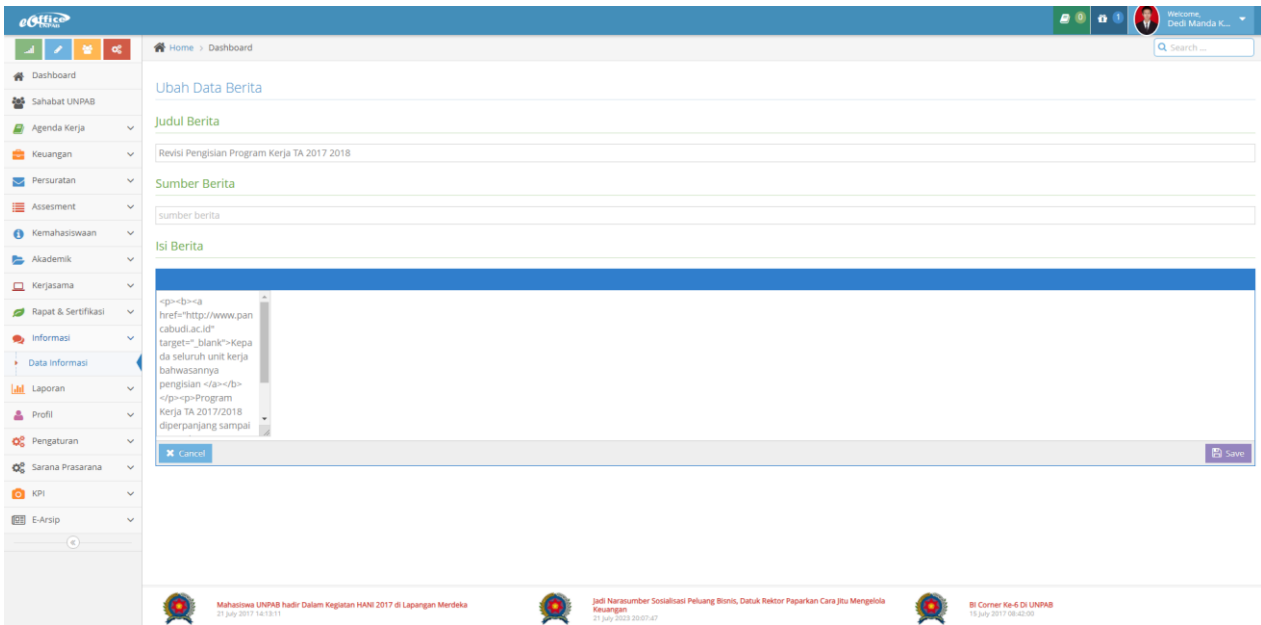 eOffice
UNPAB
0
1
Welcome,
Dedi Manda K...
Home > Dashboard
Search ...
Dashboard
Sahabat UNPAB
Agenda Kerja
Keuangan
Persuratan
Assesment
Kemahasiswaan
Akademik
Kerjasama
Rapat & Sertifikasi
Informasi
Data Informasi
Laporan
Profil
Pengaturan
Sarana Prasarana
KPI
E-Arsip
Ubah Data Berita
Judul Berita
Revisi Pengisian Program Kerja TA 2017 2018
Sumber Berita
sumber berita
Isi Berita
<p><b><a
href="http://www.pan
cabudi.ac.id"
target="_blank">Kepa
da seluruh unit kerja
bahwasannya
pengisian </a></b>
</p><p>Program
Kerja TA 2017/2018
diperpanjang sampai
Cancel
Save
Mahasiswa UNPAB hadir Dalam Kegiatan HANI 2017 di Lapangan Merdeka
21 July 2017 14:13:11
Jadi Narasumber Sosialisasi Peluang Bisnis, Datuk Rektor Paparkan Cara Jitu Mengelola
Keuangan
21 July 2023 20:07:47
BI Corner Ke-6 Di UNPAB
15 July 2017 08:42:00